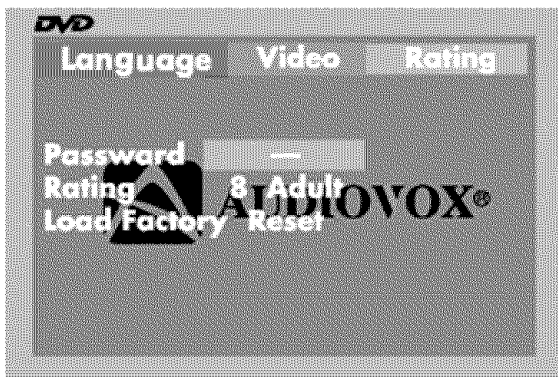 DVD
Language Video Rating
Passward —
Rating 8 Adult
AUDIOVOX®
Load Factory Reset